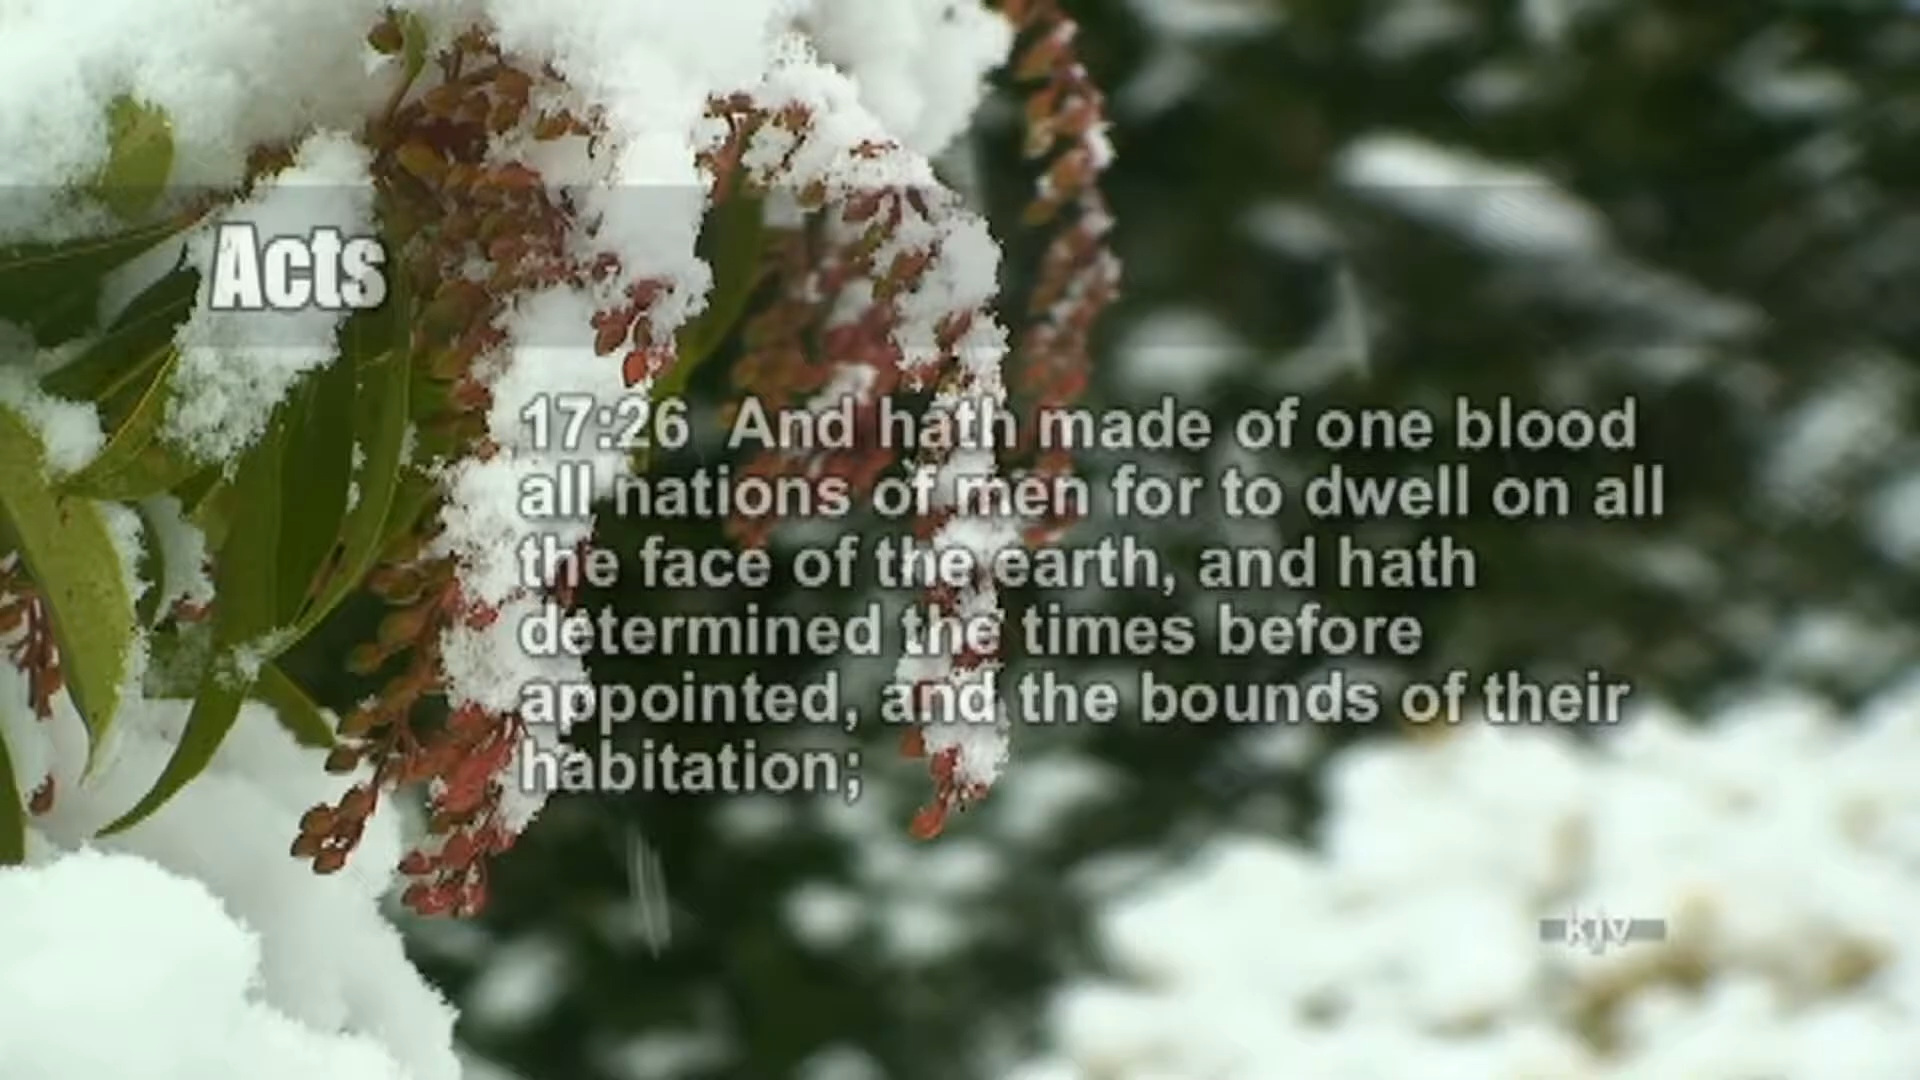 Acts
17:26 And hath made of one blood
all nations of men for to dwell on all
the face of the earth, and hath
determined the times before
appointed, and the bounds of their
habitation;
kjv